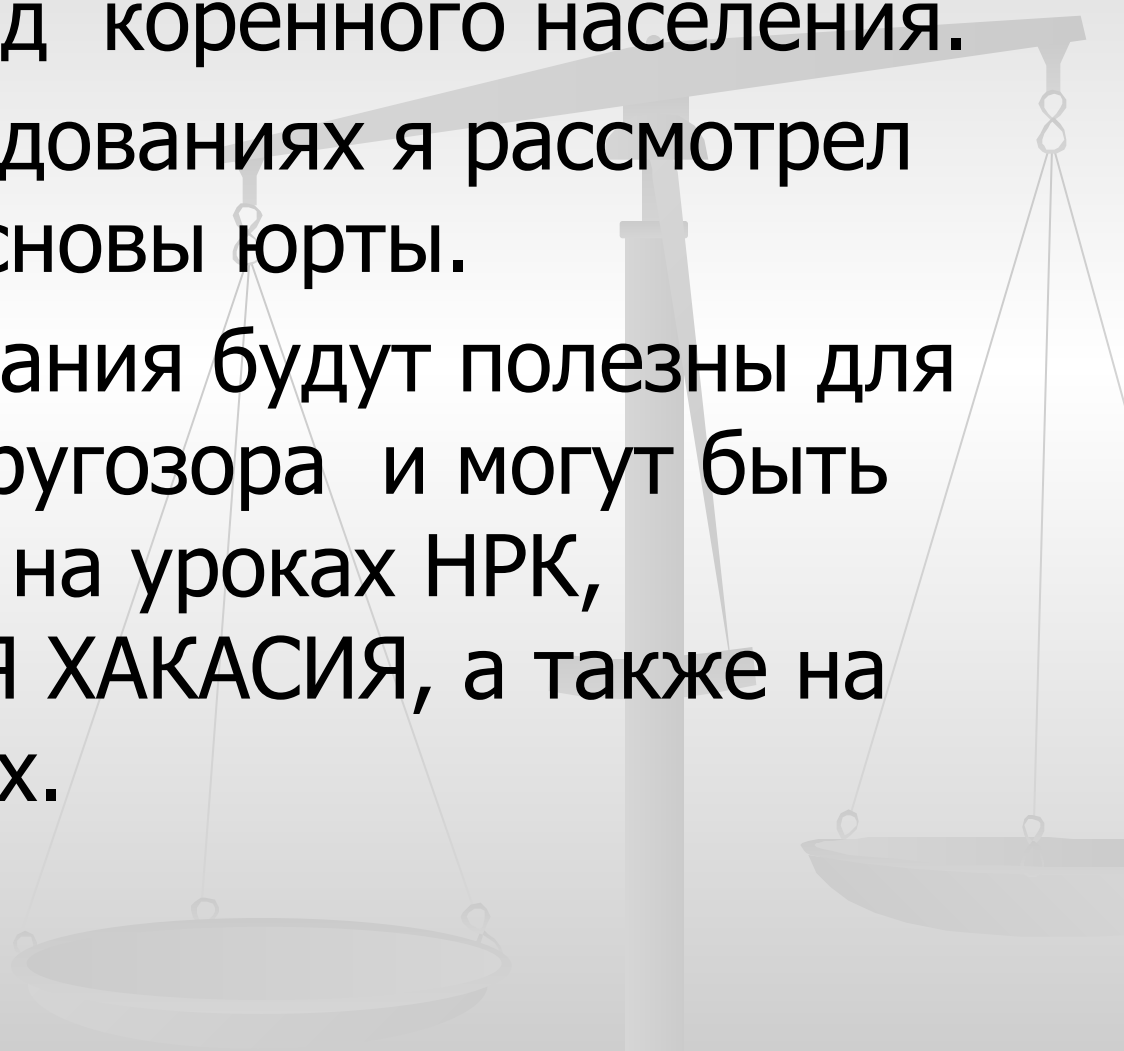 д коренного населения.
дованиях я рассмотрел
сновы юрты.
ания будут полезны для
ругозора и могут быть
на уроках НРК,
Я ХАКАСИЯ, а также на
х.